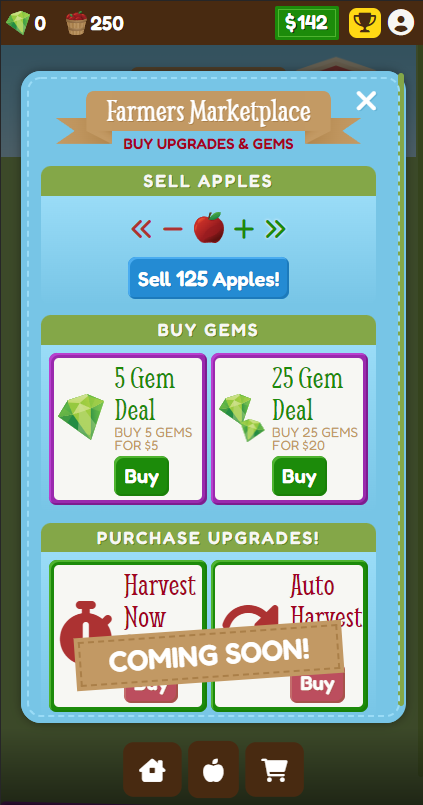 0 250 $142
Farmers Marketplace
BUY UPGRADES & GEMS
SELL APPLES
Sell 125 Apples!
BUY GEMS
5 Gem
Deal
BUY 5 GEMS
FOR $5
Buy
25 Gem
Deal
BUY 25 GEMS
FOR $20
Buy
PURCHASE UPGRADES!
Harvest
Now
Auto
Harvest
COMING SOON!
Buy
Buy